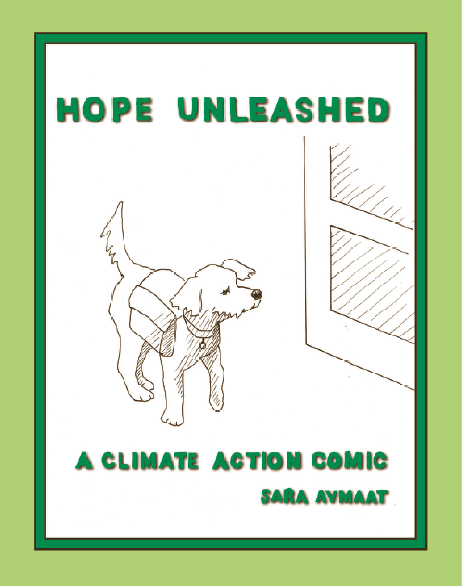 HOPE UNLEASHED
A CLIMATE ACTION COMIC
SARA AVMAAT